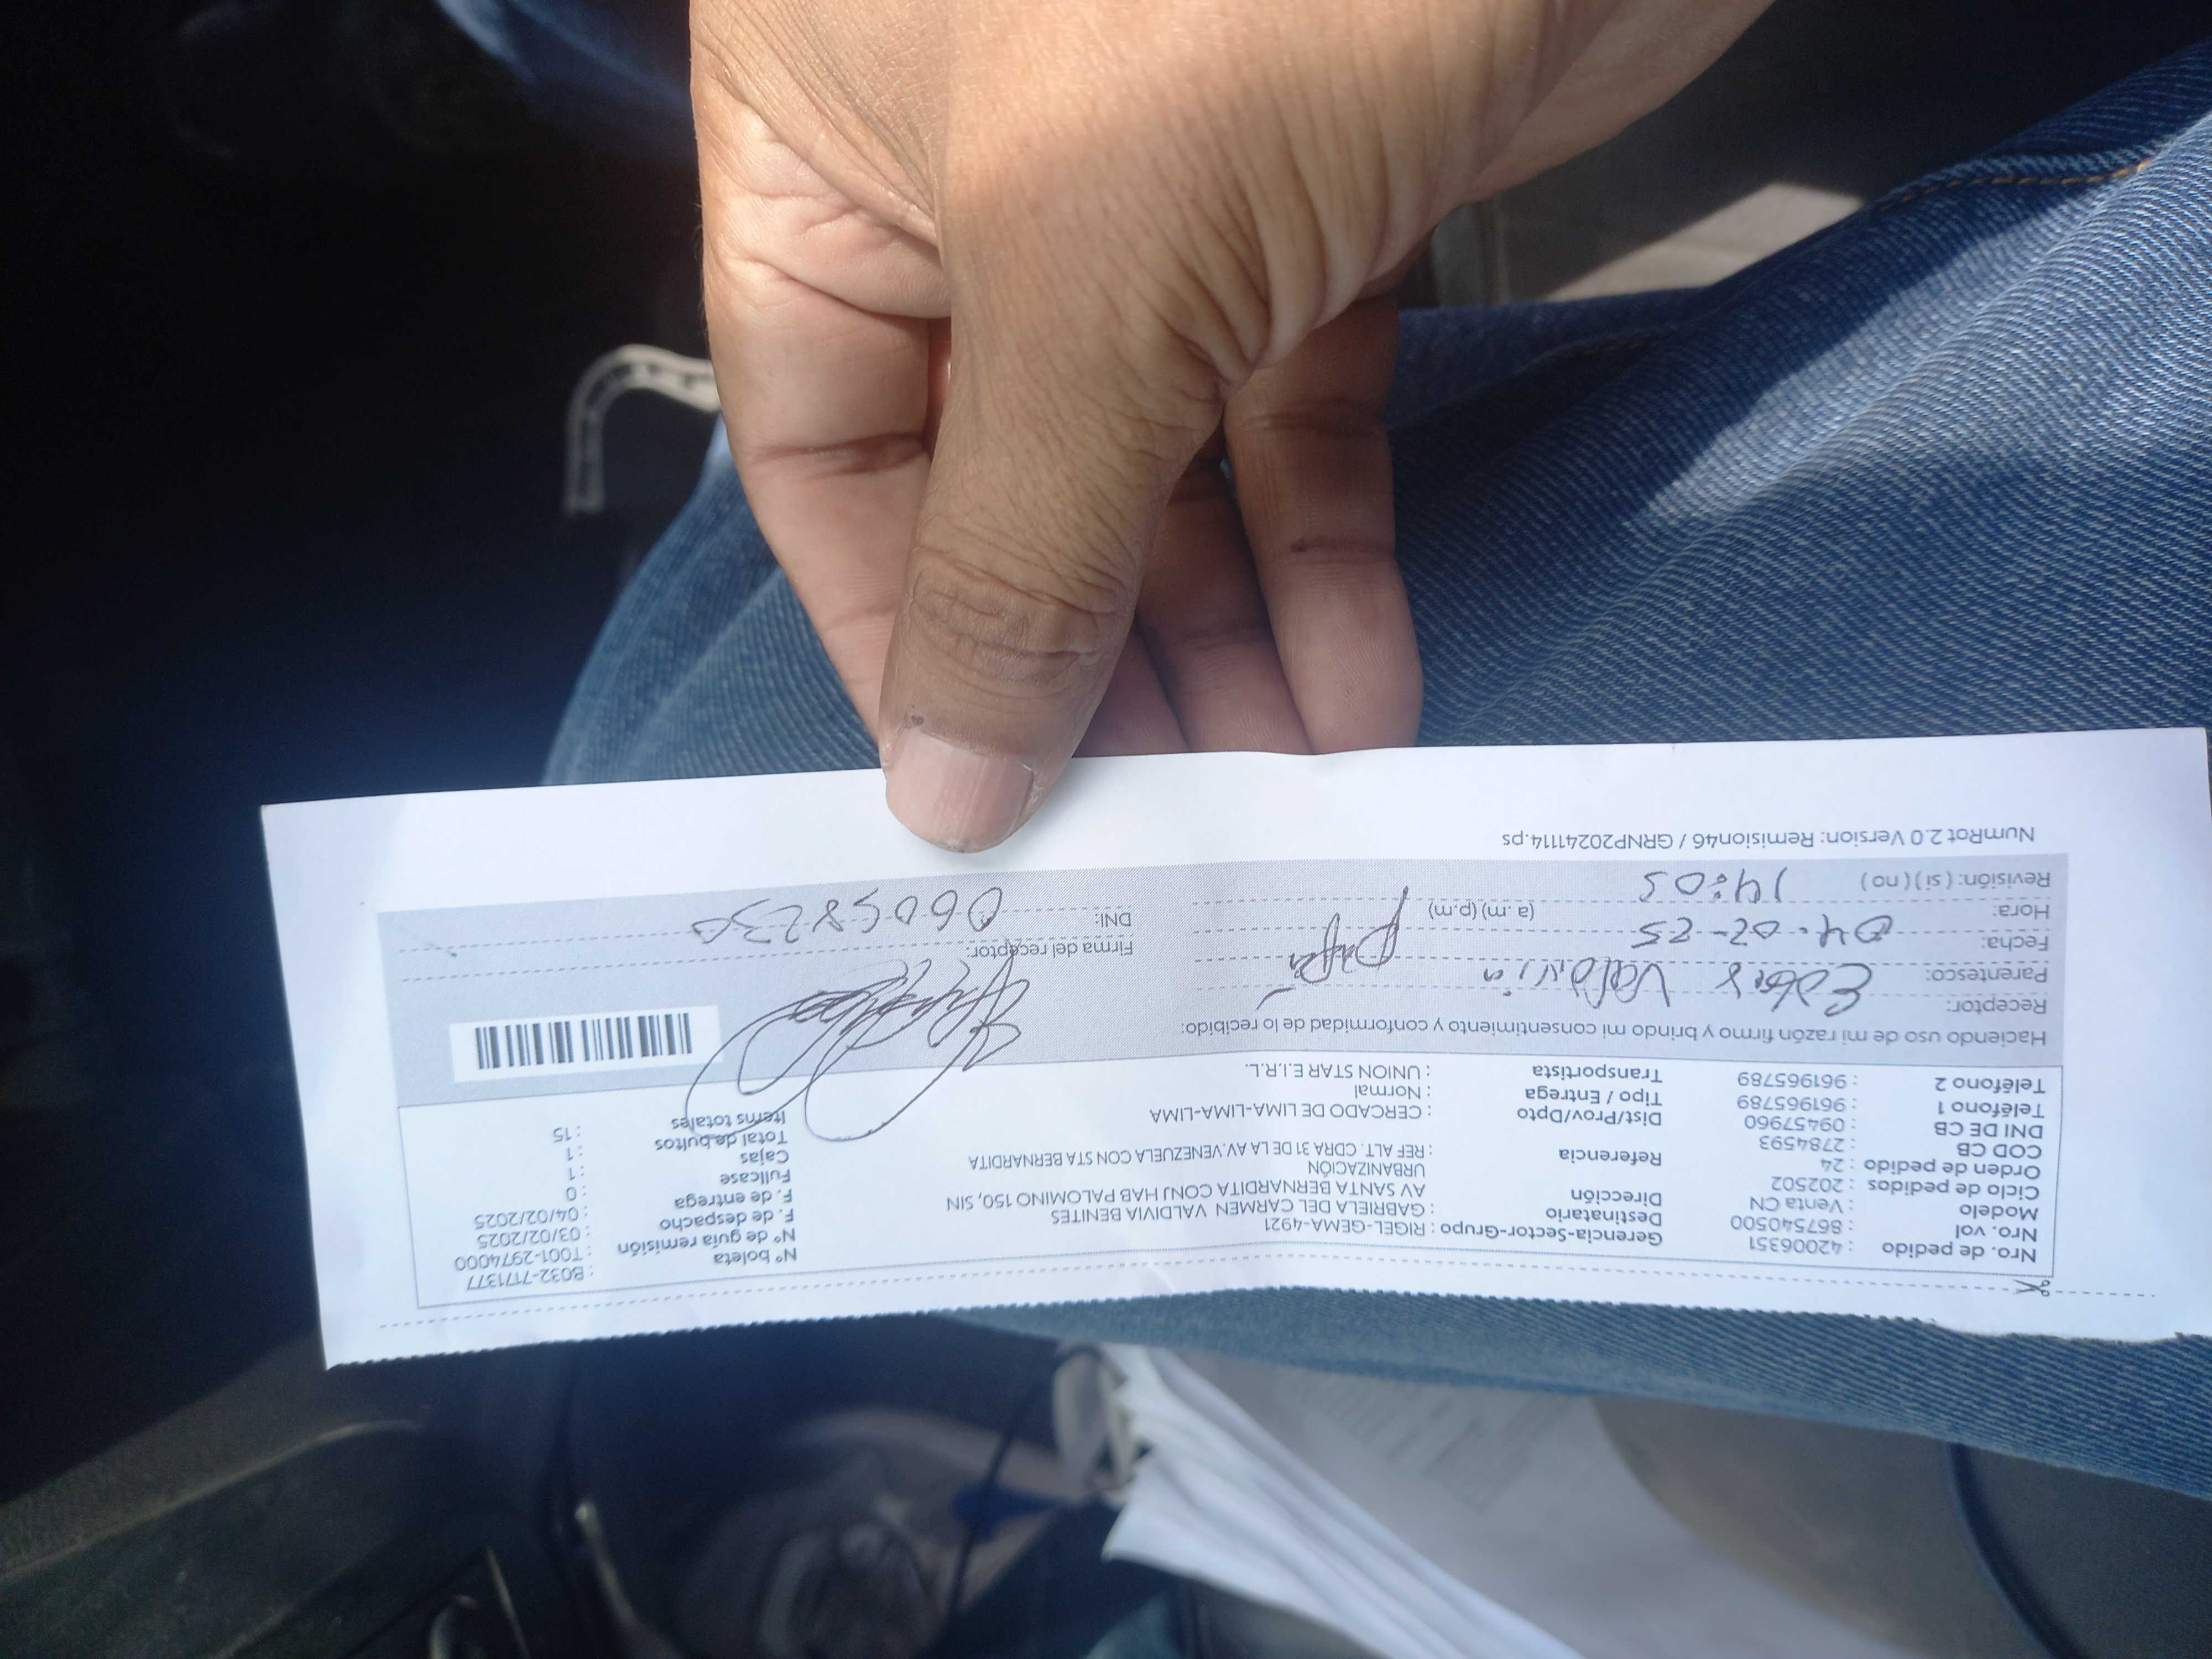 Nro. de pedido : 42006351
Nro. vol : 867540500
Modelo : Venta CN
Ciclo de pedidos : 202502
Orden de pedido : 24
COD CB : 2784593
DNI DE CB : 09457960
Teléfono 1 : 961965789
Teléfono 2 : 961965789
Gerencia-Sector-Grupo : RIGEL-GEMA-4921
Destinatario : GABRIELA DEL CARMEN VALDIVIA BENITES
Dirección : AV SANTA BERNARDITA CONJ HAB PALOMINO 150, SIN
URBANIZACIÓN
Referencia : REF ALT. CDRA 31 DE LA AV.VENEZUELA CON STA BERNARDITA
Dist/Prov/Dpto : CERCADO DE LIMA-LIMA-LIMA
Tipo / Entrega : Normal
Transportista : UNION STAR E.I.R.L.
N° boleta : B032-7171377
N° de guía remisión : T001-2974000
F. de despacho : 03/02/2025
F. de entrega : 04/02/2025
Fullcase : 0
Cajas : 1
Total de bultos : 1
Items totales : 15
Haciendo uso de mi razón firmo y brindo mi consentimiento y conformidad de lo recibido:
Receptor: Valdivia
Parentesco: papá
Fecha: 04-02-25
Hora: 14:05 (a.m) (p.m)
Revisión: ( si ) ( no )
Firma del receptor:
DNI: 06058230
NumRot 2.0 Version: Remision46 / GRNP20241114.ps